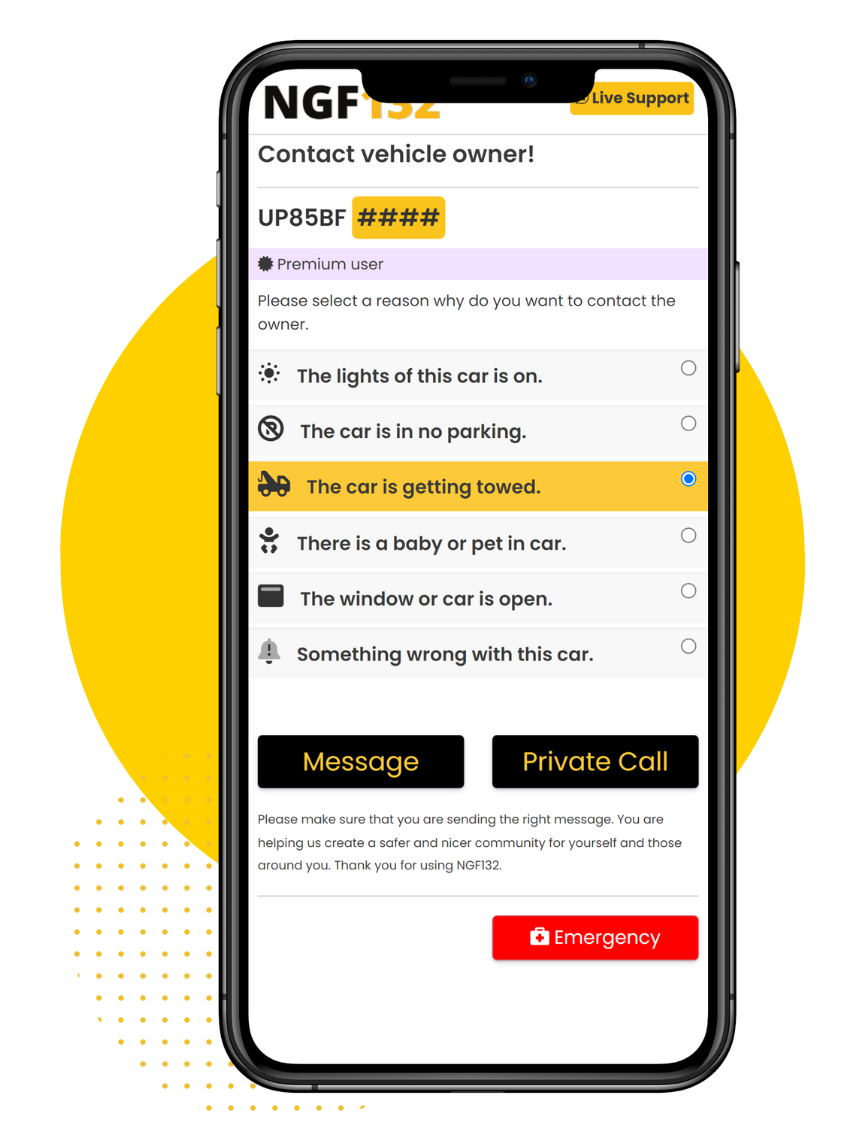 NGF132
Live Support
Contact vehicle owner!
UP85BF ####
Premium user
Please select a reason why do you want to contact the
owner.
The lights of this car is on.
The car is in no parking.
The car is getting towed.
There is a baby or pet in car.
The window or car is open.
Something wrong with this car.
Message
Private Call
Please make sure that you are sending the right message. You are
helping us create a safer and nicer community for yourself and those
around you. Thank you for using NGF132.
Emergency